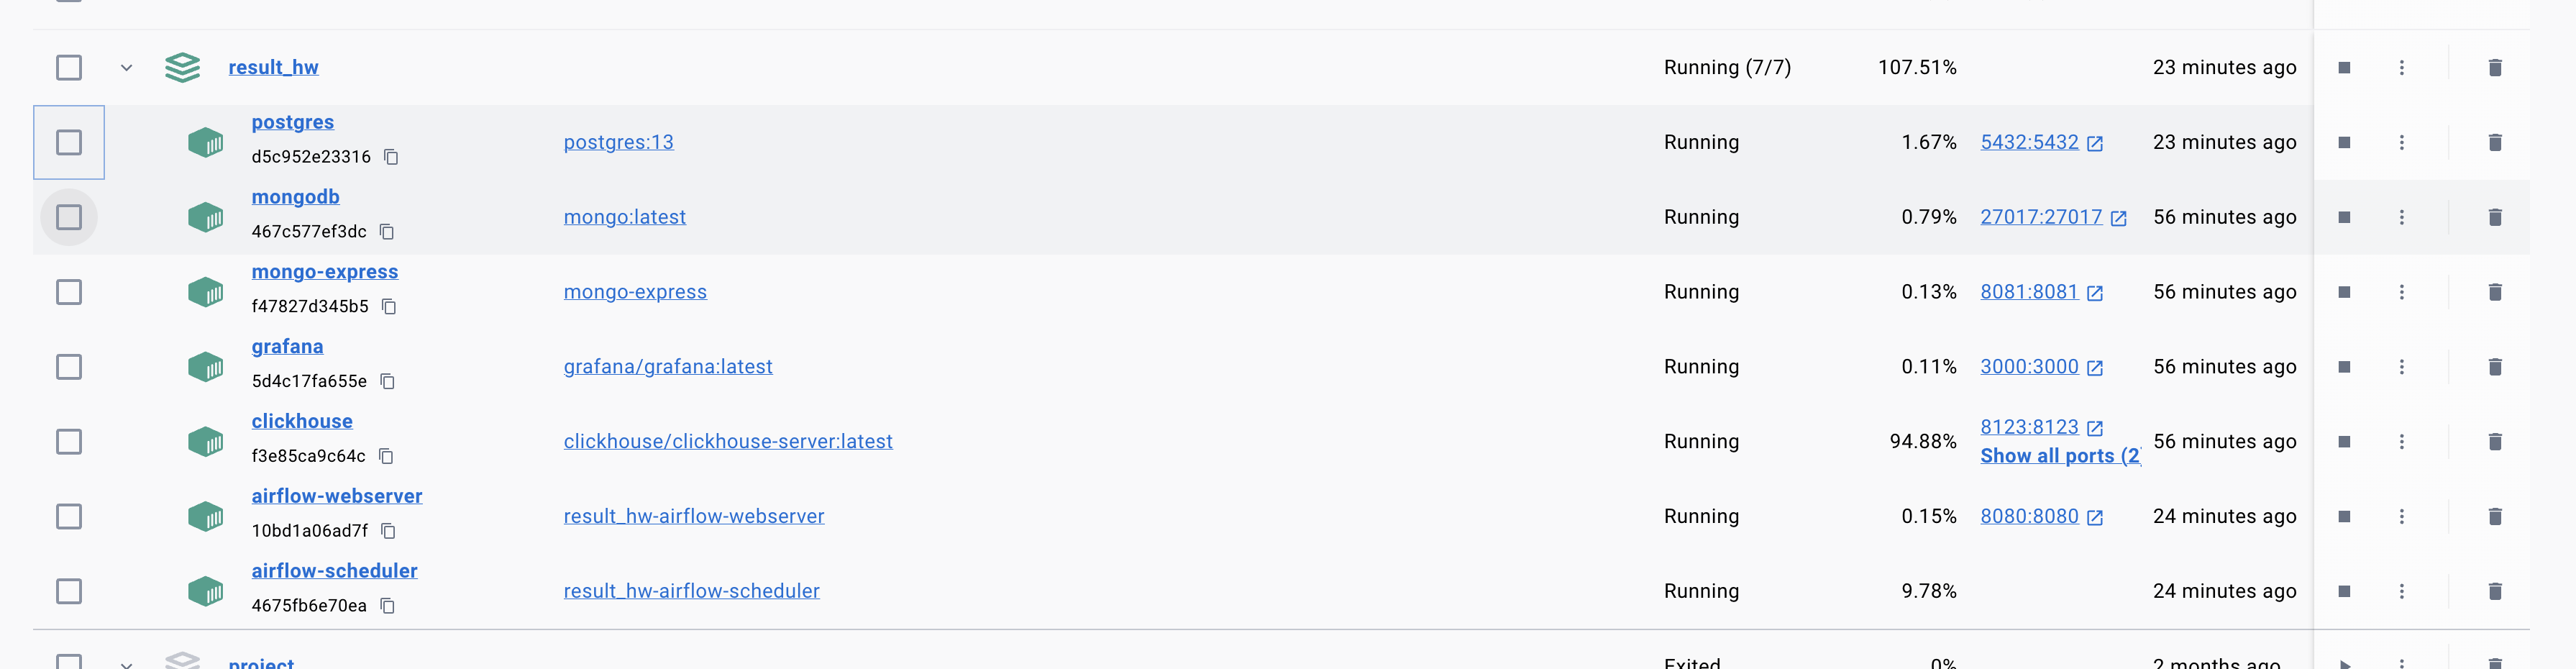 result_hw Running (7/7) 107.51% 23 minutes ago
postgres
d5c952e23316 postgres:13 Running 1.67% 5432:5432 23 minutes ago
mongodb
467c577ef3dc mongo:latest Running 0.79% 27017:27017 56 minutes ago
mongo-express
f47827d345b5 mongo-express Running 0.13% 8081:8081 56 minutes ago
grafana
5d4c17fa655e grafana/grafana:latest Running 0.11% 3000:3000 56 minutes ago
clickhouse
f3e85ca9c64c clickhouse/clickhouse-server:latest Running 94.88% 8123:8123 56 minutes ago
Show all ports (2
airflow-webserver
10bd1a06ad7f result_hw-airflow-webserver Running 0.15% 8080:8080 24 minutes ago
airflow-scheduler
4675fb6e70ea result_hw-airflow-scheduler Running 9.78% 24 minutes ago
project Exited 0% 2 months ago